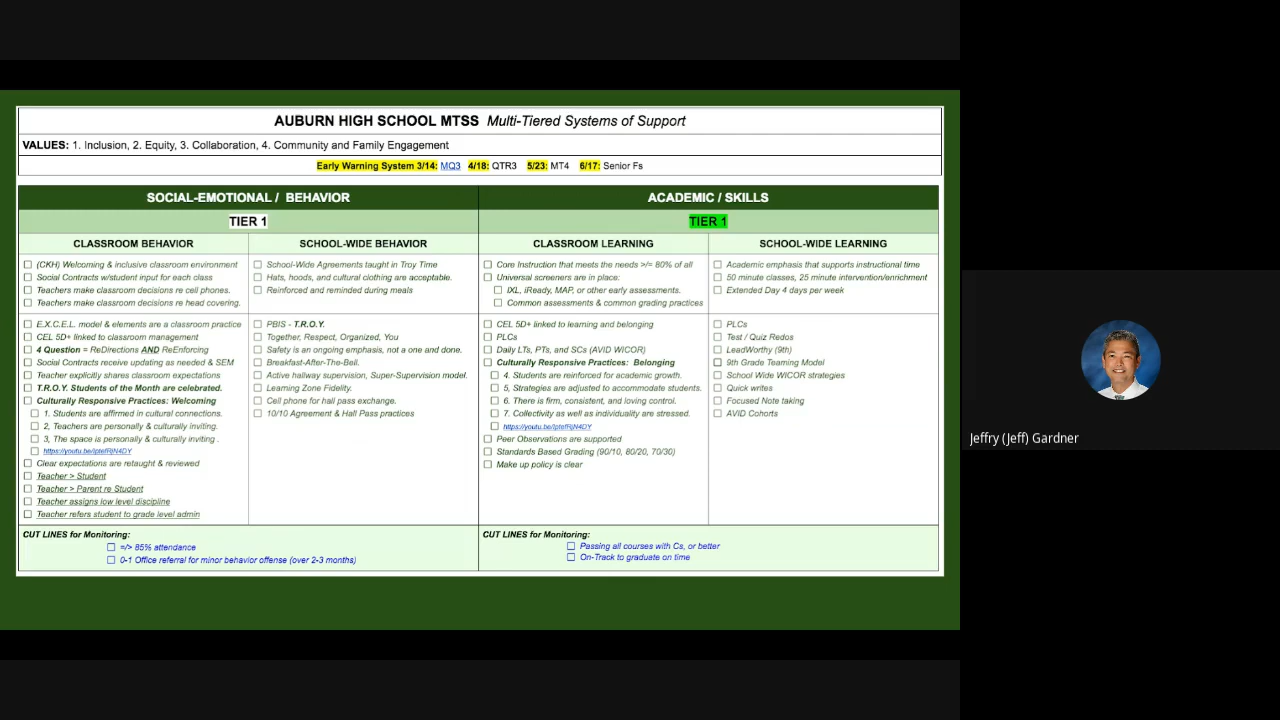 AUBURN HIGH SCHOOL MTSS Multi-Tiered Systems of Support
VALUES: 1. Inclusion, 2. Equity, 3. Collaboration, 4. Community and Family Engagement
Early Warning System 3/14: MQ3 4/18: QTR3 5/23: MT4 6/17: Senior Fs
SOCIAL-EMOTIONAL / BEHAVIOR
TIER 1
CLASSROOM BEHAVIOR
(CKH) Welcoming & inclusive classroom environment
Social Contracts w/student input for each class
Teachers make classroom decisions re cell phones.
Teachers make classroom decisions re head covering.
E.X.C.E.L. model & elements are a classroom practice
CEL 5D+ linked to classroom management
4 Question = ReDirections AND ReEnforcing
Social Contracts receive updating as needed & SEM
Teacher explicitly shares classroom expectations
T.R.O.Y. Students of the Month are celebrated.
Culturally Responsive Practices: Welcoming
1. Students are affirmed in cultural connections.
2, Teachers are personally & culturally inviting.
3, The space is personally & culturally inviting .
https://youtu.be/IptefRjN4DY
Clear expectations are retaught & reviewed
Teacher > Student
Teacher > Parent re Student
Teacher assigns low level discipline
Teacher refers student to grade level admin
SCHOOL-WIDE BEHAVIOR
School-Wide Agreements taught in Troy Time
Hats, hoods, and cultural clothing are acceptable.
Reinforced and reminded during meals
PBIS - T.R.O.Y.
Together, Respect, Organized, You
Safety is an ongoing emphasis, not a one and done.
Breakfast-After-The-Bell.
Active hallway supervision, Super-Supervision model.
Learning Zone Fidelity.
Cell phone for hall pass exchange.
10/10 Agreement & Hall Pass practices
CUT LINES for Monitoring:
=/> 85% attendance
0-1 Office referral for minor behavior offense (over 2-3 months)
ACADEMIC / SKILLS
TIER 1
CLASSROOM LEARNING
Core Instruction that meets the needs >/= 80% of all
Universal screeners are in place:
IXL, iReady, MAP, or other early assessments.
Common assessments & common grading practices
CEL 5D+ linked to learning and belonging
PLCs
Daily LTs, PTs, and SCs (AVID WICOR)
Culturally Responsive Practices: Belonging
4. Students are reinforced for academic growth.
5, Strategies are adjusted to accommodate students.
6. There is firm, consistent, and loving control.
7. Collectivity as well as individuality are stressed.
https://youtu.be/IptefRjN4DY
Peer Observations are supported
Standards Based Grading (90/10, 80/20, 70/30)
Make up policy is clear
SCHOOL-WIDE LEARNING
Academic emphasis that supports instructional time
50 minute classes, 25 minute intervention/enrichment
Extended Day 4 days per week
PLCs
Test / Quiz Redos
LeadWorthy (9th)
9th Grade Teaming Model
School Wide WICOR strategies
Quick writes
Focused Note taking
AVID Cohorts
CUT LINES for Monitoring:
Passing all courses with Cs, or better
On-Track to graduate on time
Jeffry (Jeff) Gardner